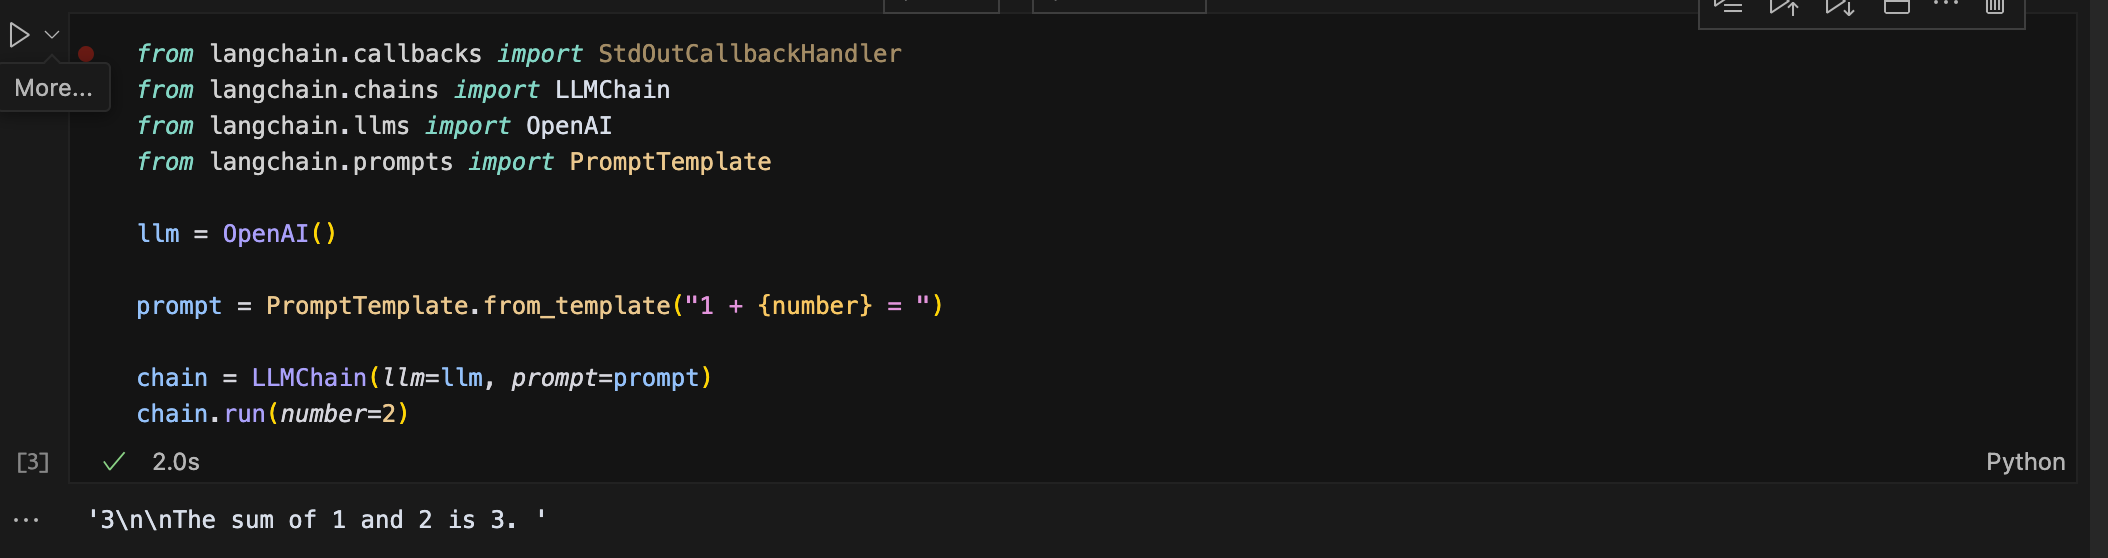 from langchain.callbacks import StdOutCallbackHandler
More...
from langchain.chains import LLMChain
from langchain.llms import OpenAI
from langchain.prompts import PromptTemplate
llm = OpenAI()
prompt = PromptTemplate.from_template("1 + {number} = ")
chain = LLMChain(llm=llm, prompt=prompt)
chain.run(number=2)
[3] 2.0s Python
'3\n\nThe sum of 1 and 2 is 3. '